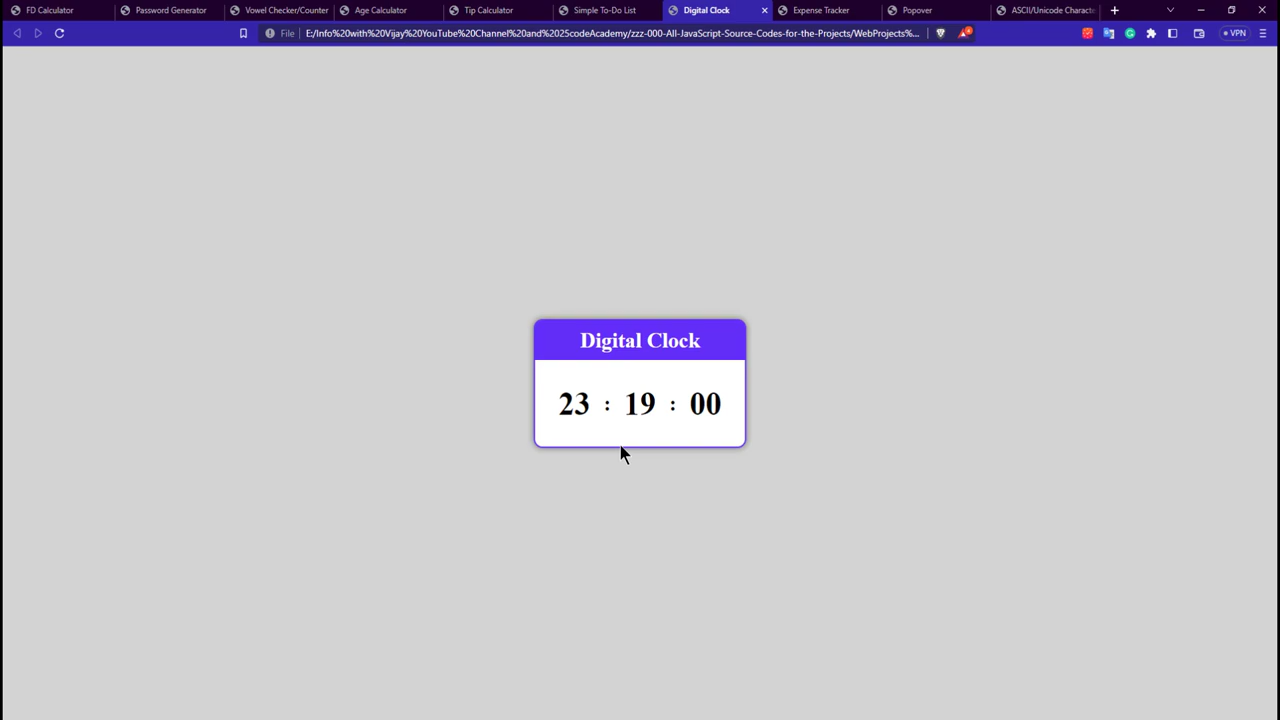 FD Calculator
Password Generator
Vowel Checker/Counter
Age Calculator
Tip Calculator
Simple To-Do List
Digital Clock
Expense Tracker
Popover
ASCII/Unicode Characte
File
E:/Info%20with%20Vijay%20YouTube%20Channel%20and%2025codeAcademy/zzz-000-All-JavaScript-Source-Codes-for-the-Projects/WebProjects%...
4
VPN
Digital Clock
23 : 19 : 00